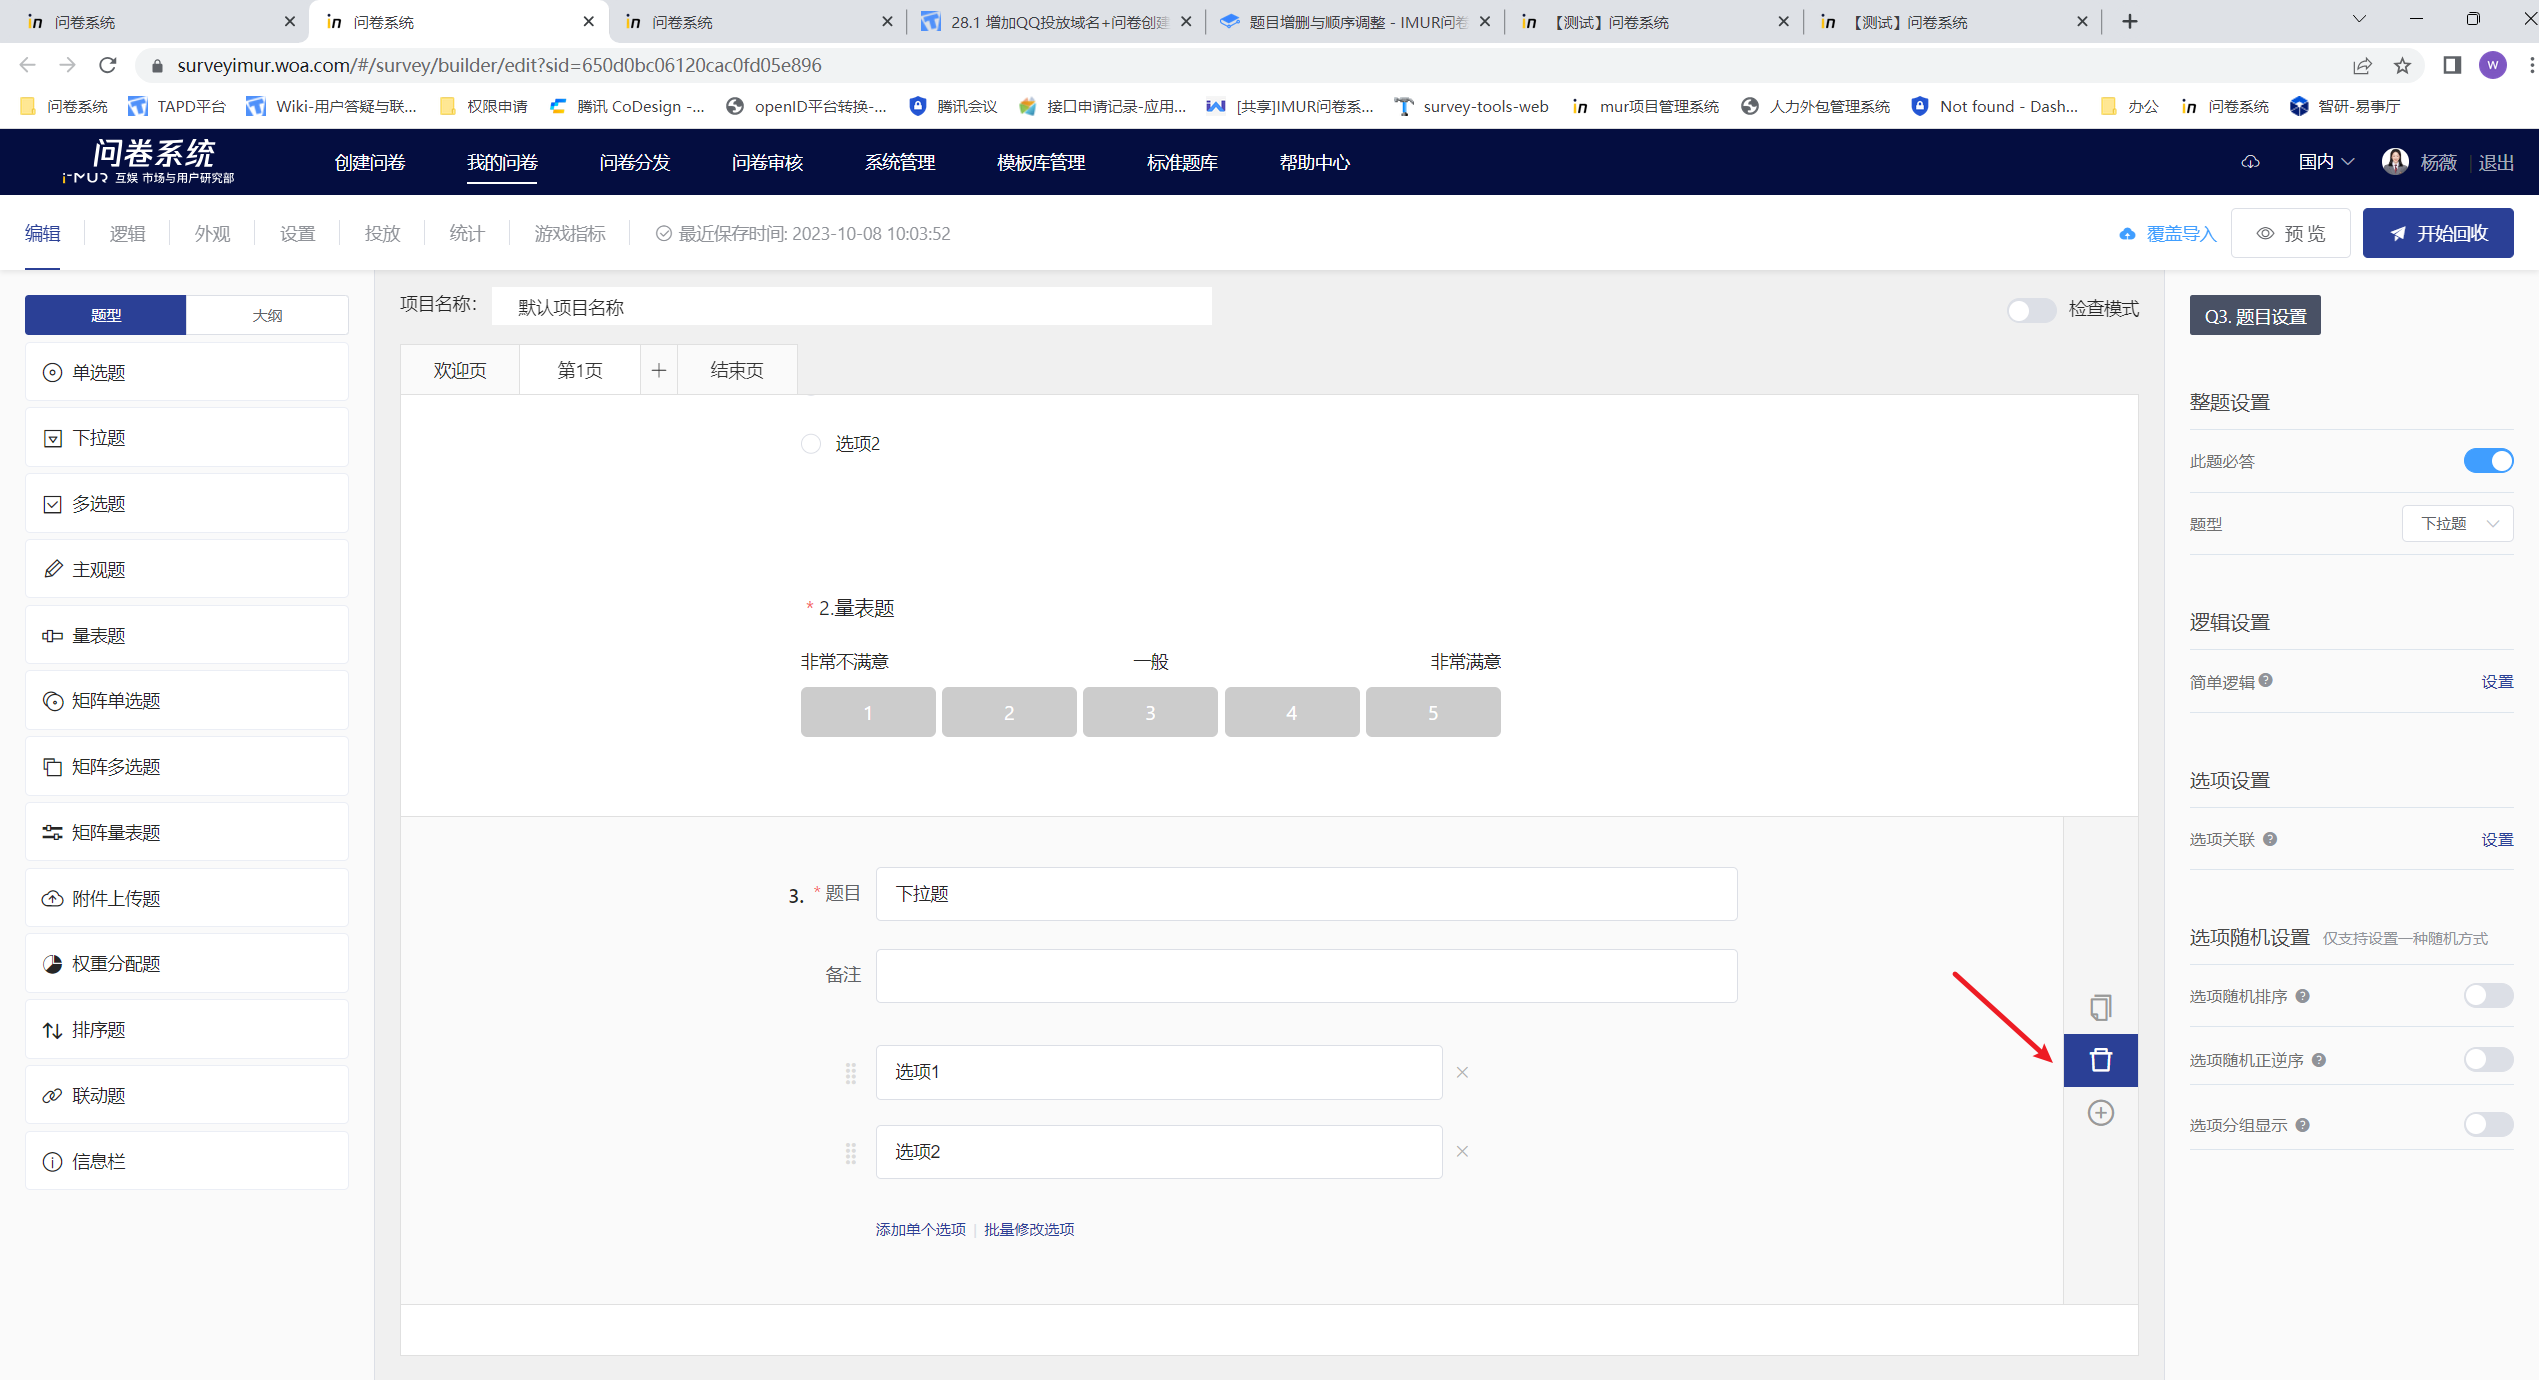 问卷系统
问卷系统
问卷系统
28.1 增加QQ投放域名+问卷创建
题目增删与顺序调整 - IMUR问卷
【测试】问卷系统
【测试】问卷系统
surveyimur.woa.com/#/survey/builder/edit?sid=650d0bc06120cac0fd05e896
W
问卷系统
TAPD平台
Wiki-用户答疑与联...
权限申请
腾讯 CoDesign -...
openID平台转换-...
腾讯会议
接口申请记录-应用...
[共享]IMUR问卷系...
survey-tools-web
mur项目管理系统
人力外包管理系统
Not found - Dash...
办公
问卷系统
智研-易事厅
问卷系统
i-MUR 互娱 市场与用户研究部
创建问卷
我的问卷
问卷分发
问卷审核
系统管理
模板库管理
标准题库
帮助中心
国内
杨薇
退出
编辑
逻辑
外观
设置
投放
统计
游戏指标
最近保存时间: 2023-10-08 10:03:52
覆盖导入
预 览
开始回收
题型
大纲
单选题
下拉题
多选题
主观题
量表题
矩阵单选题
矩阵多选题
矩阵量表题
附件上传题
权重分配题
排序题
联动题
信息栏
项目名称:
默认项目名称
检查模式
欢迎页
第1页
+
结束页
选项2
* 2.量表题
非常不满意
一般
非常满意
1
2
3
4
5
3. * 题目
下拉题
备注
选项1
选项2
添加单个选项 | 批量修改选项
Q3. 题目设置
整题设置
此题必答
题型
下拉题
逻辑设置
简单逻辑
设置
选项设置
选项关联
设置
选项随机设置 仅支持设置一种随机方式
选项随机排序
选项随机正逆序
选项分组显示